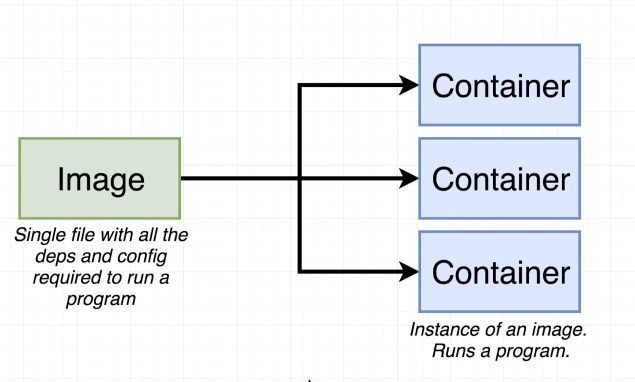 Image
Single file with all the
deps and config
required to run a
program
Container
Container
Container
Instance of an image.
Runs a program.